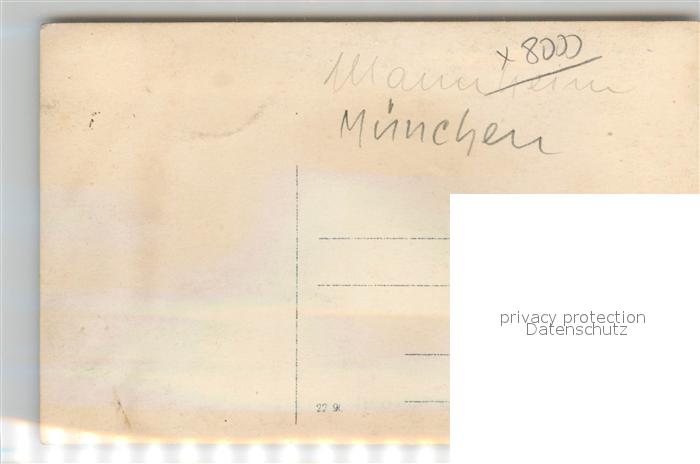 x 8000
Mannheim
München
privacy protection
Datenschutz